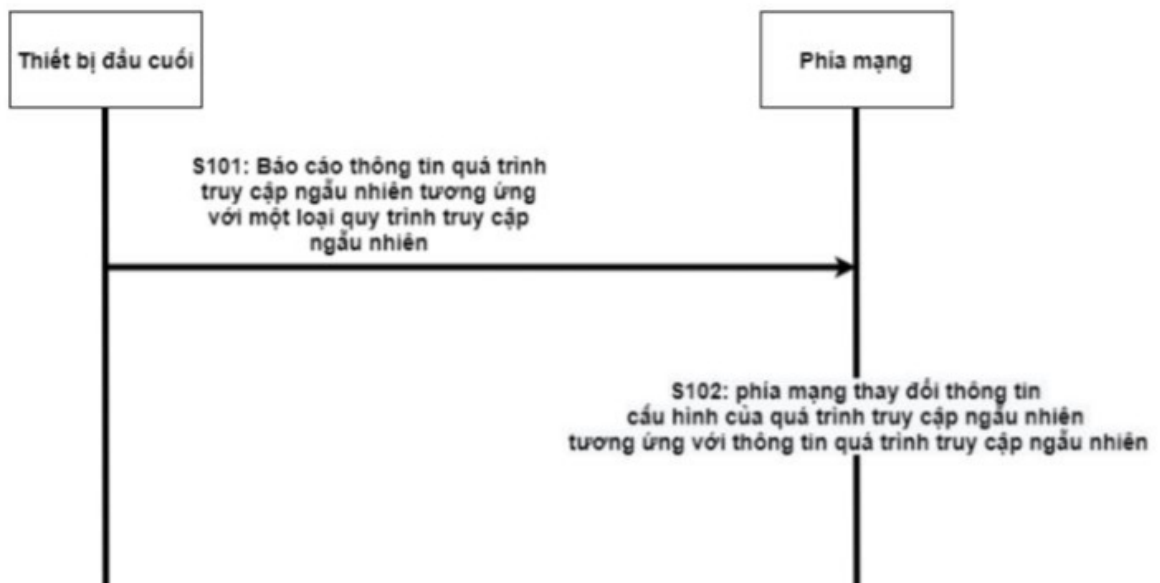 Thiết bị đầu cuối
Phía mạng
S101: Báo cáo thông tin quá trình
truy cập ngẫu nhiên tương ứng
với một loại quy trình truy cập
ngẫu nhiên
S102: phía mạng thay đổi thông tin
cấu hình của quá trình truy cập ngẫu nhiên
tương ứng với thông tin quá trình truy cập ngẫu nhiên